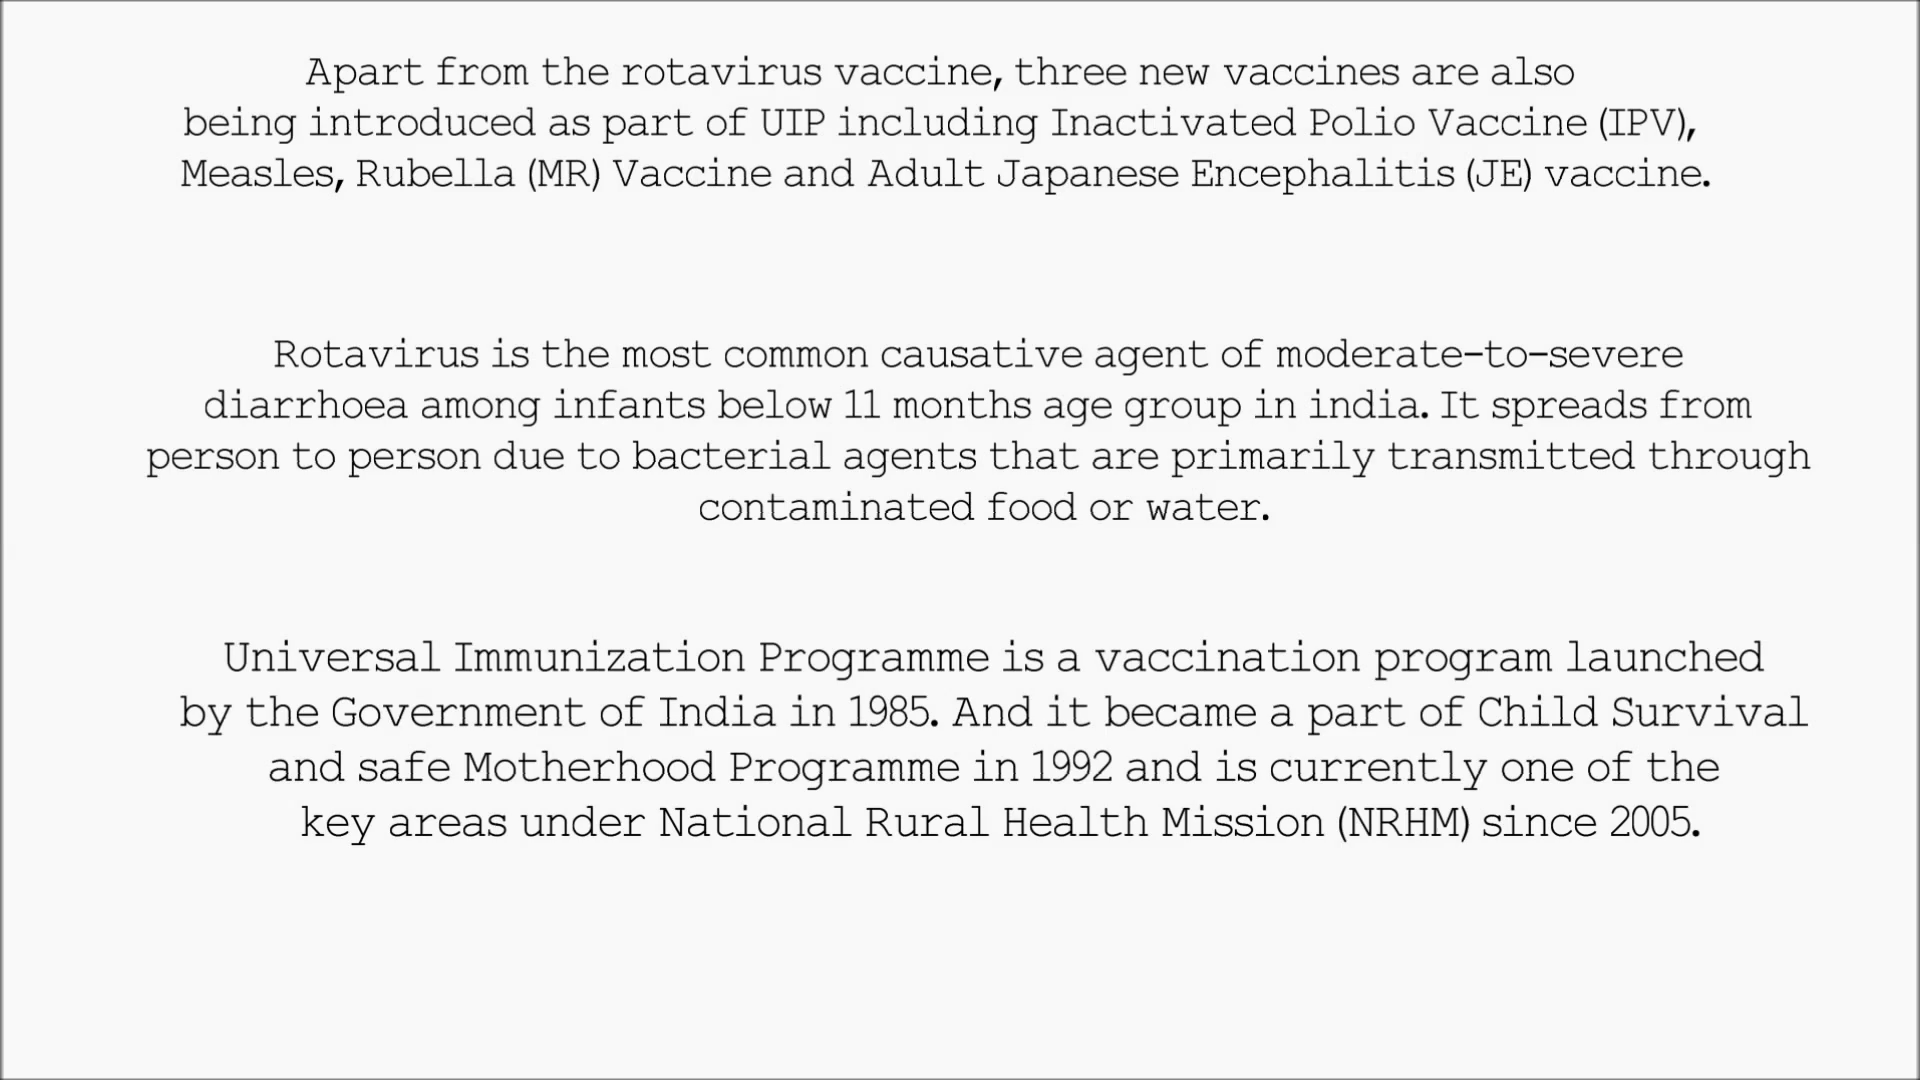 Apart from the rotavirus vaccine, three new vaccines are also
being introduced as part of UIP including Inactivated Polio Vaccine (IPV),
Measles, Rubella (MR) Vaccine and Adult Japanese Encephalitis (JE) vaccine.
Rotavirus is the most common causative agent of moderate-to-severe
diarrhoea among infants below 11 months age group in india. It spreads from
person to person due to bacterial agents that are primarily transmitted through
contaminated food or water.
Universal Immunization Programme is a vaccination program launched
by the Government of India in 1985. And it became a part of Child Survival
and safe Motherhood Programme in 1992 and is currently one of the
key areas under National Rural Health Mission (NRHM) since 2005.